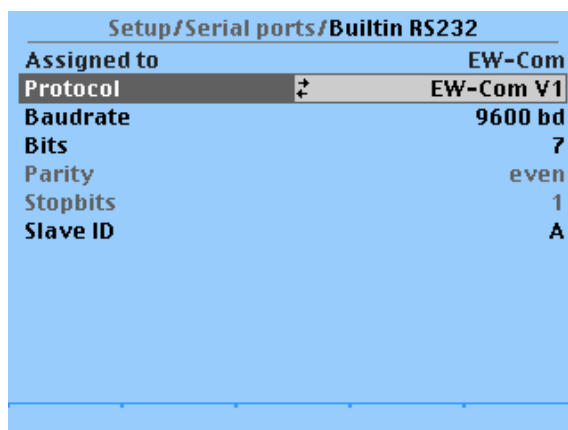 Setup/Serial ports/Builtin RS232
Assigned to EW-Com
Protocol EW-Com V1
Baudrate 9600 bd
Bits 7
Parity even
Stopbits 1
Slave ID A